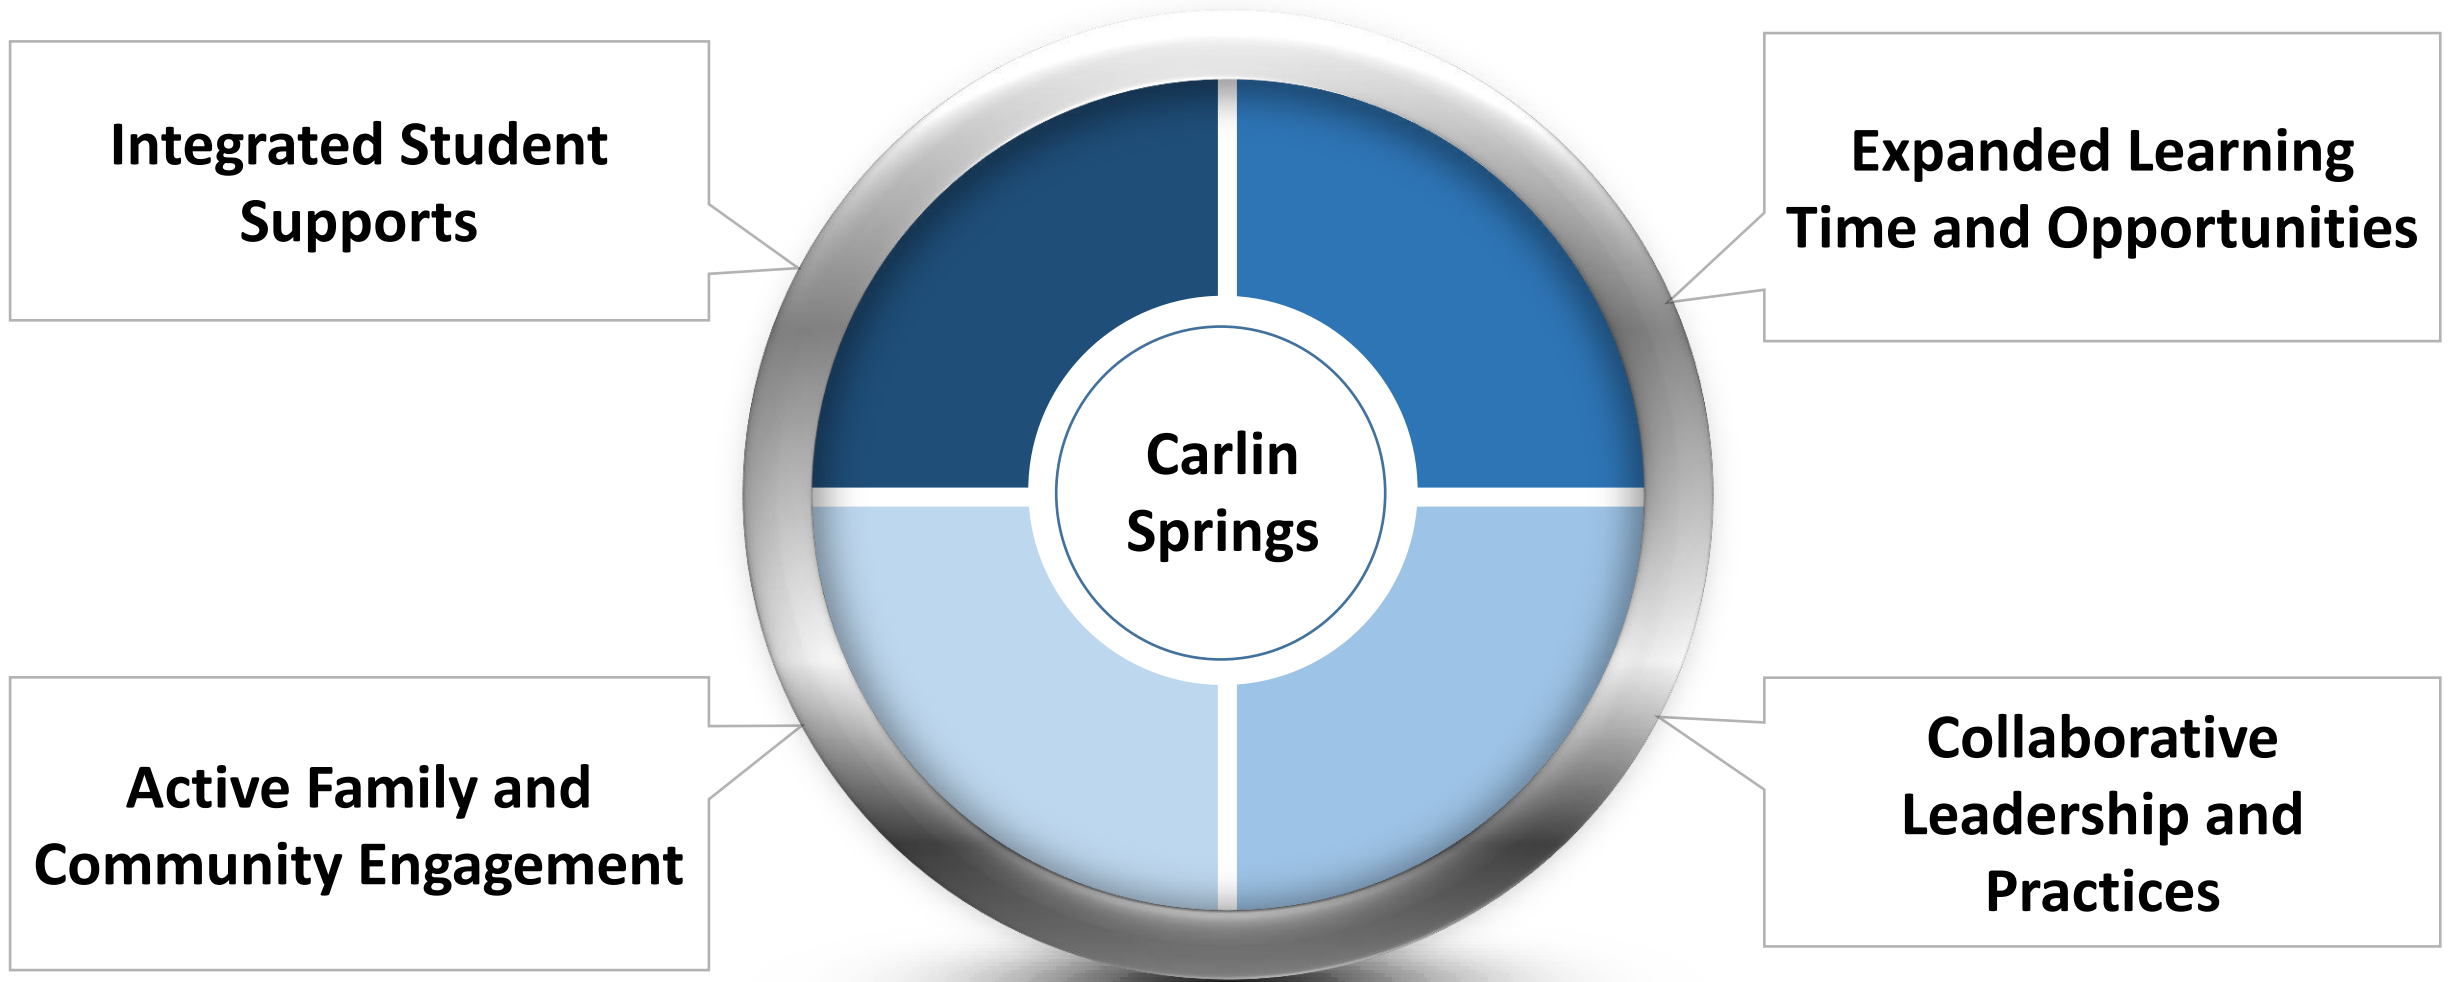 Integrated Student
Supports
Expanded Learning
Time and Opportunities
Carlin
Springs
Active Family and
Community Engagement
Collaborative
Leadership and
Practices